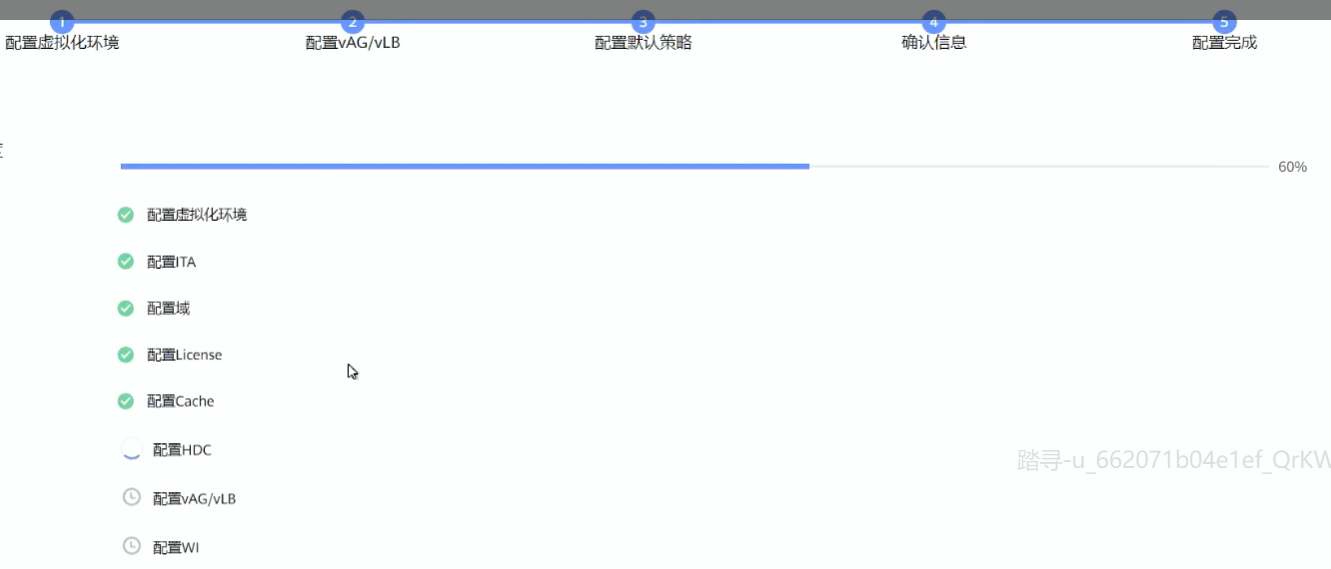 1 2 3 4 5
配置虚拟化环境 配置vAG/vLB 配置默认策略 确认信息 配置完成
60%
配置虚拟化环境
配置ITA
配置域
配置License
配置Cache
配置HDC
踏寻-u_662071b04e1ef_QrKW
配置vAG/vLB
配置WI